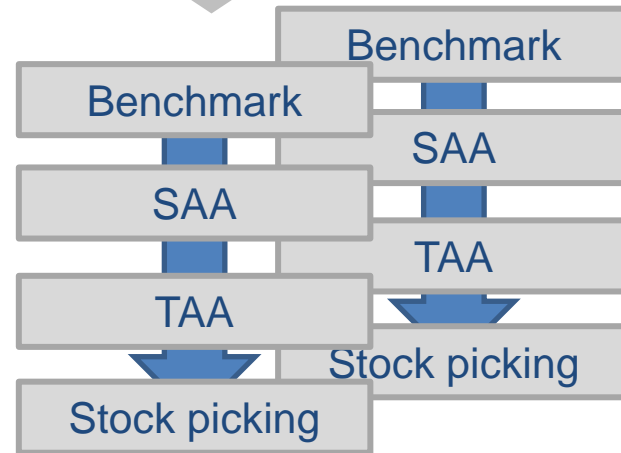 Benchmark
SAA
TAA
Stock picking
Benchmark
SAA
TAA
Stock picking